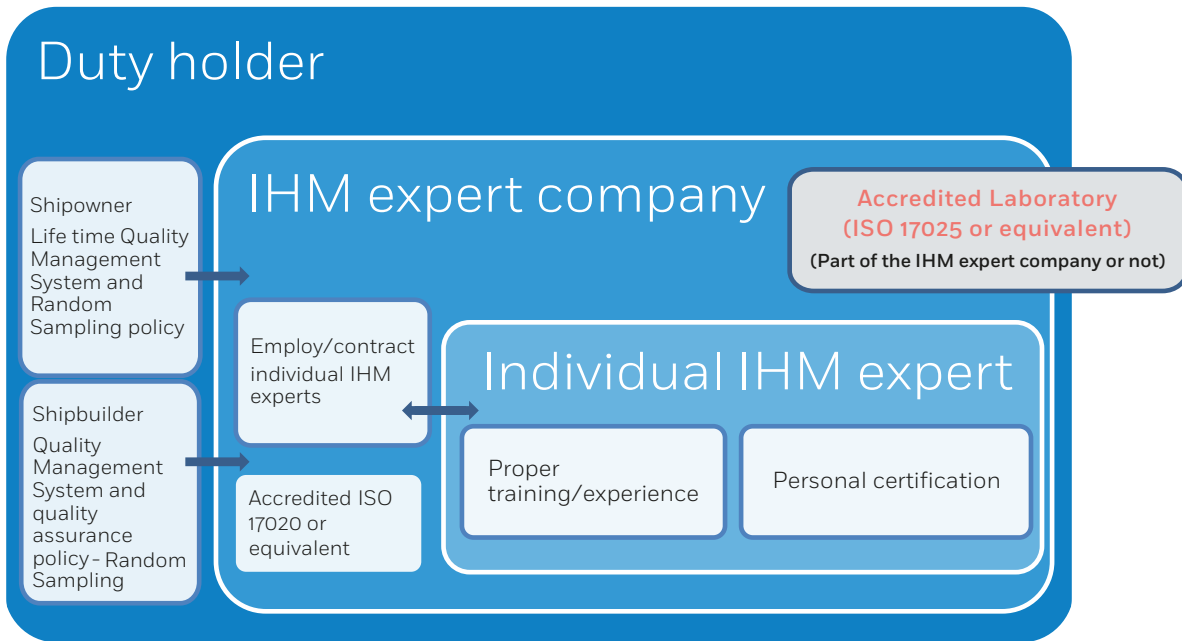 Duty holder
Shipowner
Life time Quality
Management
System and
Random
Sampling policy
Shipbuilder
Quality
Management
System and
quality
assurance
policy - Random
Sampling
IHM expert company
Employ/contract
individual IHM
experts
Accredited ISO
17020 or
equivalent
Individual IHM expert
Proper
training/experience
Personal certification
Accredited Laboratory
(ISO 17025 or equivalent)
(Part of the IHM expert company or not)